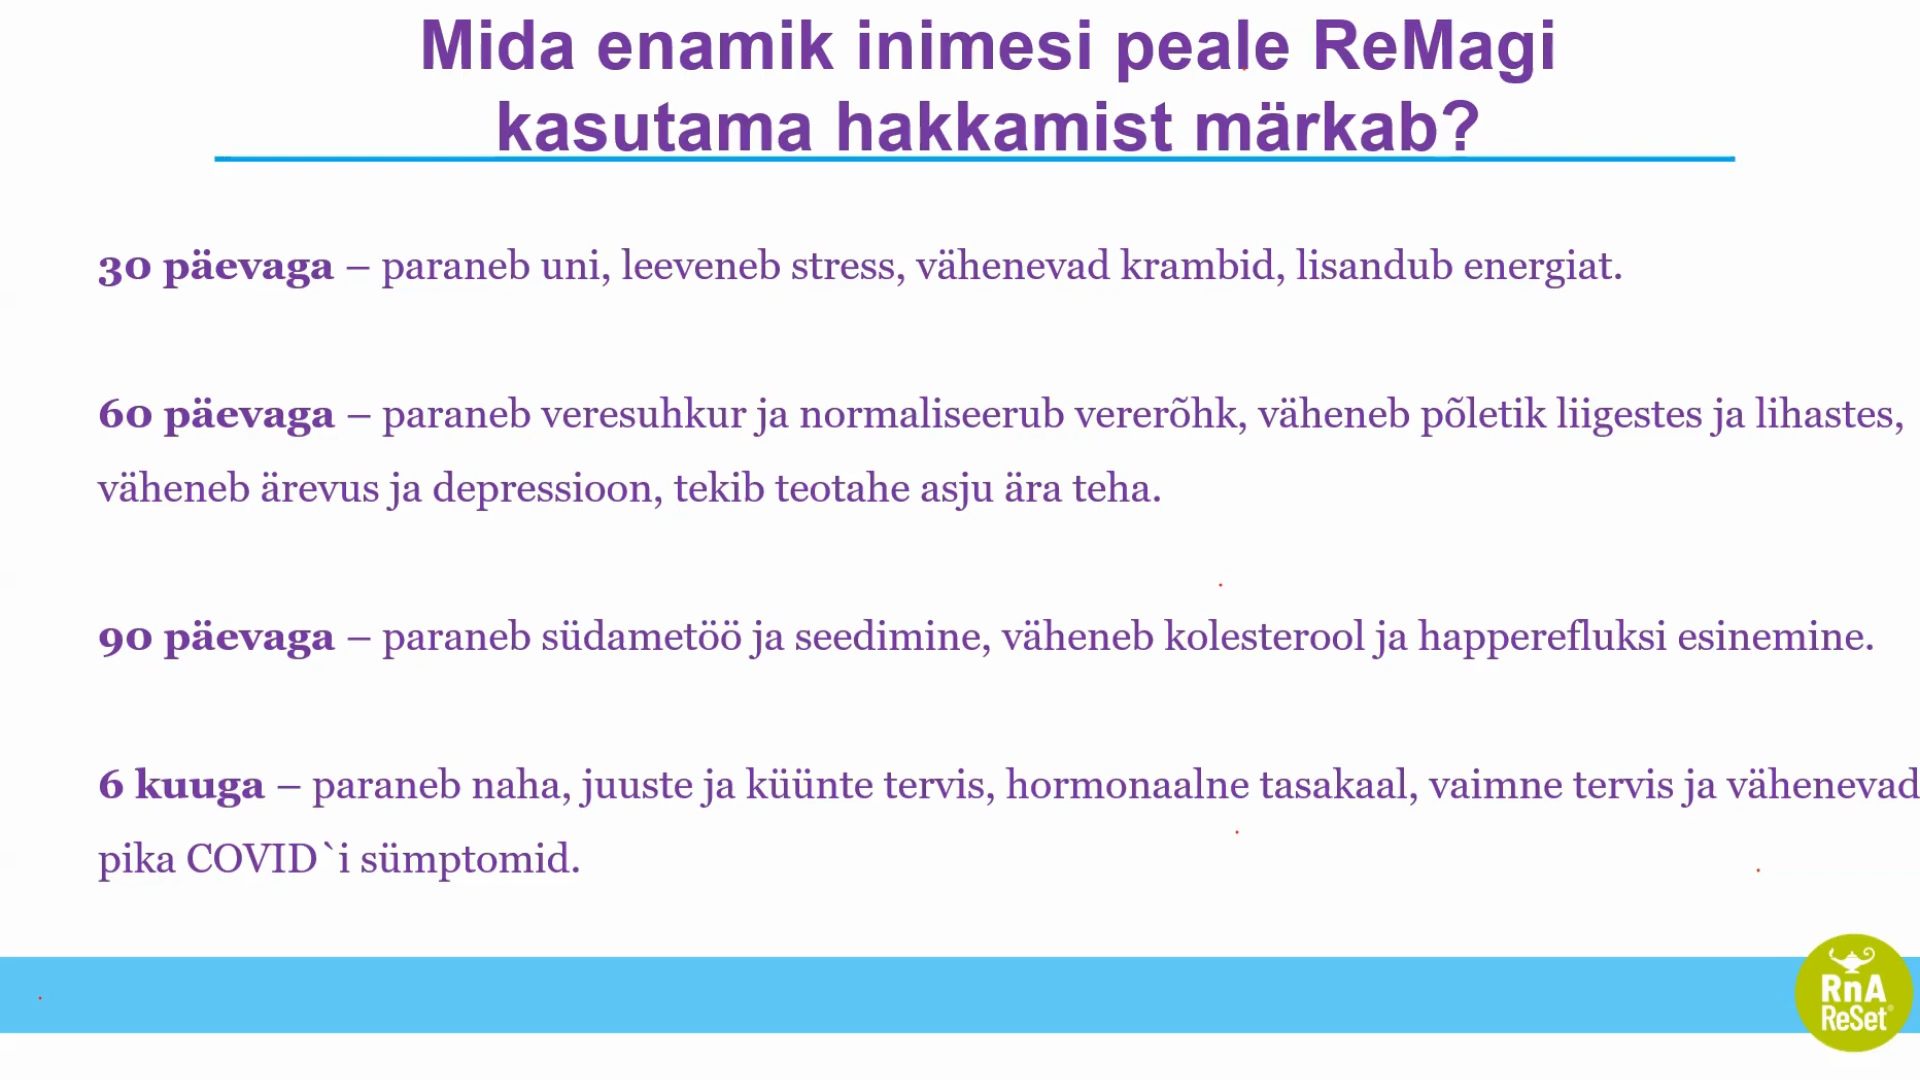 Mida enamik inimesi peale ReMagi
kasutama hakkamist märkab?
30 päevaga – paraneb uni, leeveneb stress, vähenevad krambid, lisandub energiat.
60 päevaga – paraneb veresuhkur ja normaliseerub vererõhk, väheneb põletik liigestes ja lihastes,
väheneb ärevus ja depressioon, tekib teotahe asju ära teha.
90 päevaga – paraneb südametöö ja seedimine, väheneb kolesterool ja happerefluksi esinemine.
6 kuuga – paraneb naha, juuste ja küünte tervis, hormonaalne tasakaal, vaimne tervis ja vähenevad
pika COVID`i sümptomid.
RnA
ReSet®